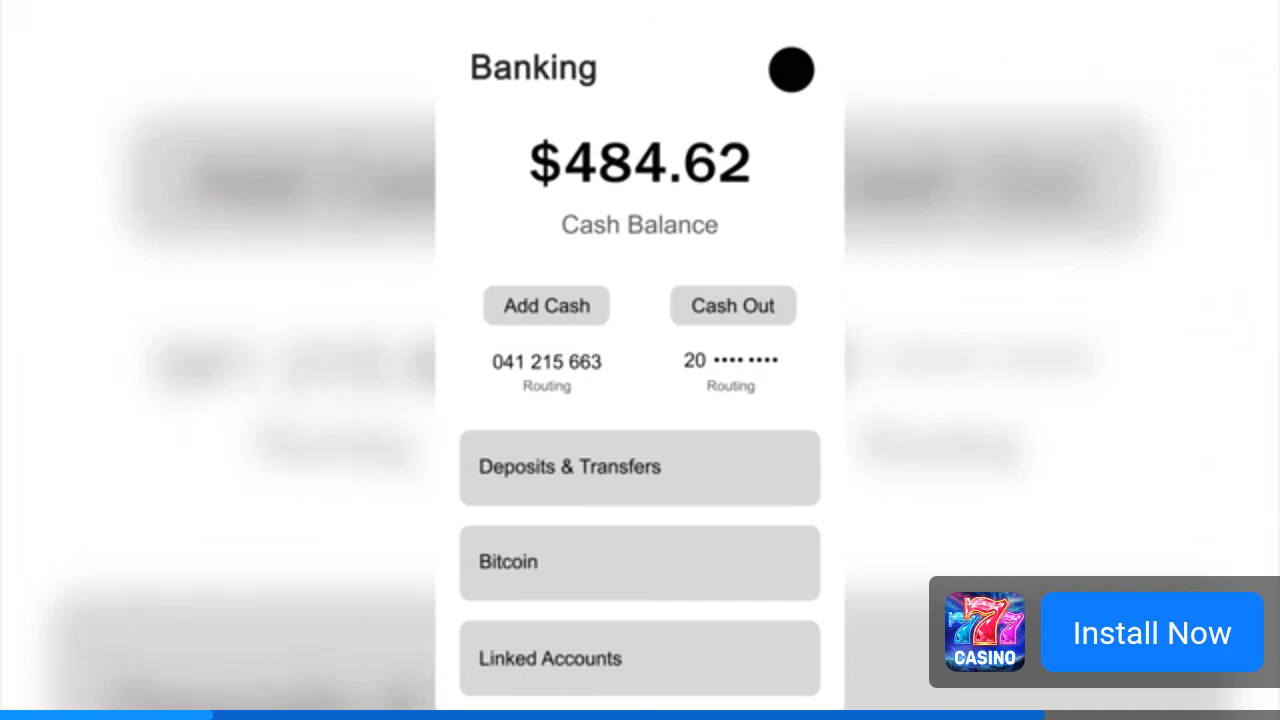 Banking
$484.62
Cash Balance
Add Cash
Cash Out
041 215 663
20 •••• ••••
Routing
Routing
Deposits & Transfers
Bitcoin
Linked Accounts
777
CASINO
Install Now